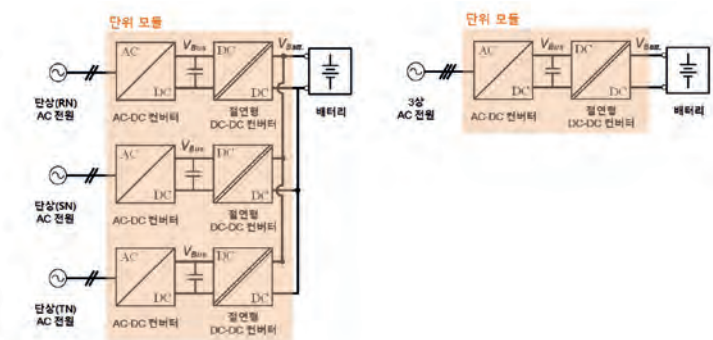 단위 모듈
AC
DC
V_Bus
DC
DC
V_Batt.
단상(RN)
AC 전원
AC-DC 컨버터
절연형
DC-DC 컨버터
배터리
AC
DC
V_Bus
DC
DC
단상(SN)
AC 전원
AC-DC 컨버터
절연형
DC-DC 컨버터
AC
DC
V_Bus
DC
DC
단상(TN)
AC 전원
AC-DC 컨버터
절연형
DC-DC 컨버터
단위 모듈
AC
DC
V_Bus
DC
DC
V_Batt.
3상
AC 전원
AC-DC 컨버터
절연형
DC-DC 컨버터
배터리